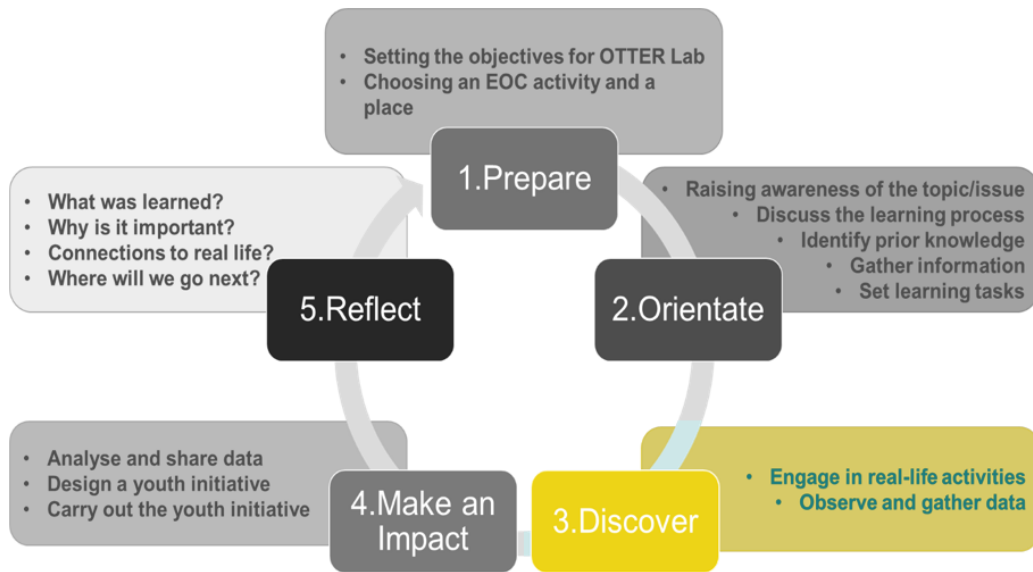 • Setting the objectives for OTTER Lab
• Choosing an EOC activity and a
place
1.Prepare
• Raising awareness of the topic/issue
• Discuss the learning process
• Identify prior knowledge
• Gather information
• Set learning tasks
2.Orientate
• Engage in real-life activities
• Observe and gather data
3.Discover
• Analyse and share data
• Design a youth initiative
• Carry out the youth initiative
4.Make an
Impact
• What was learned?
• Why is it important?
• Connections to real life?
• Where will we go next?
5.Reflect